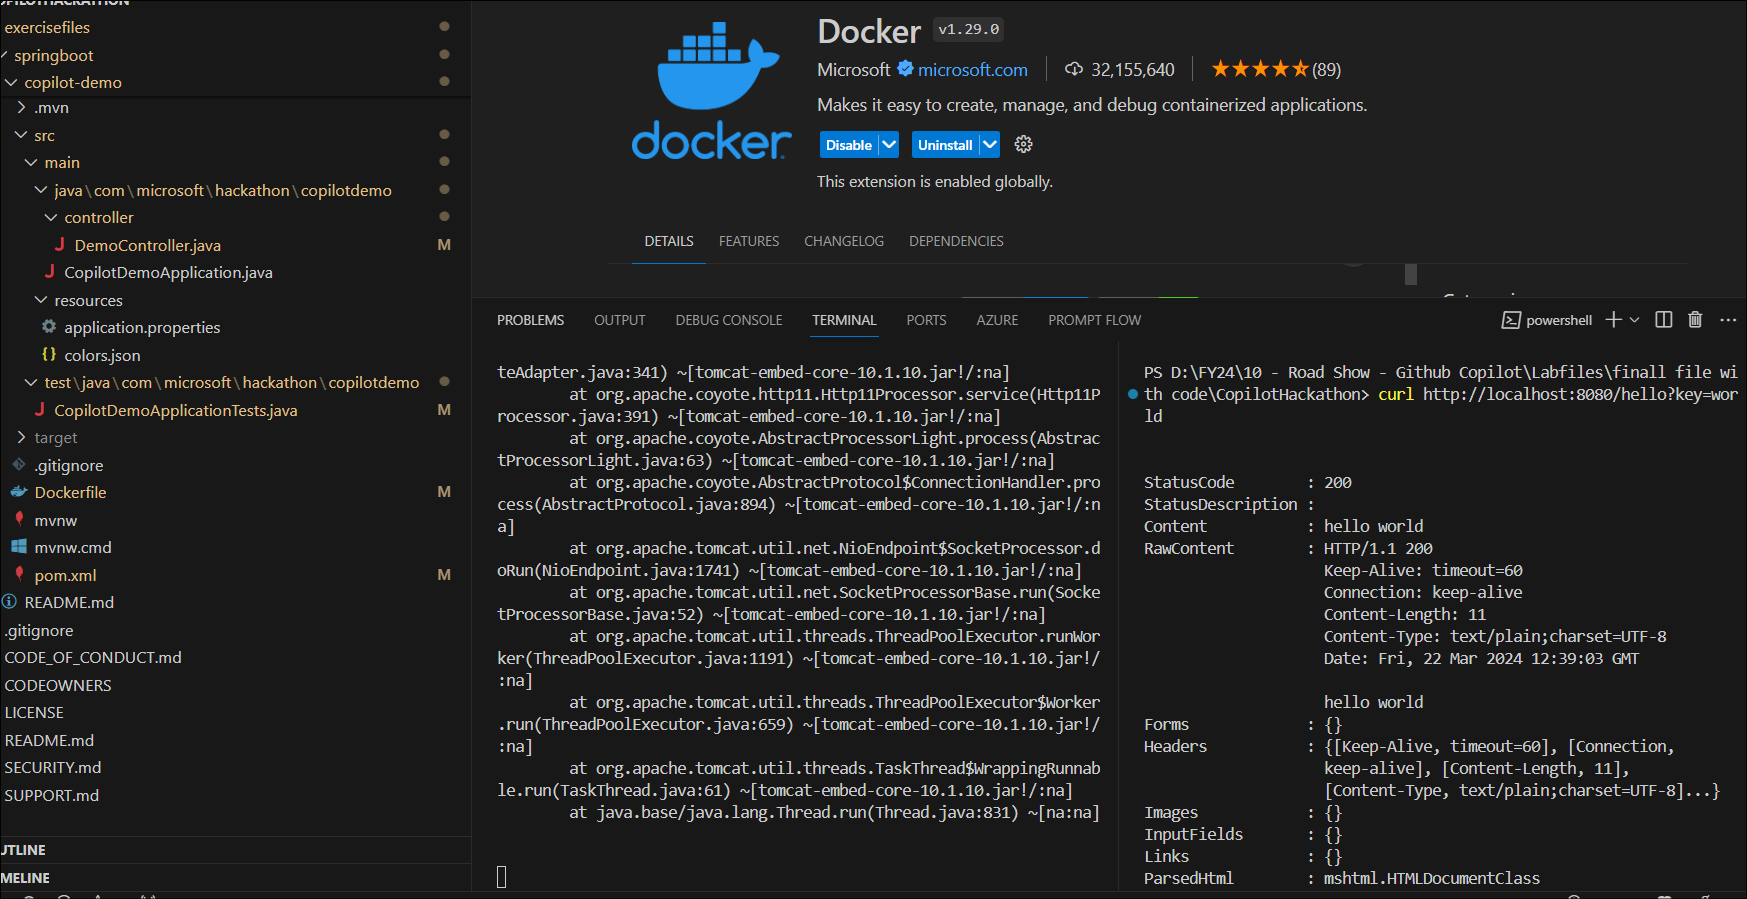 exercisefiles
springboot
copilot-demo
.mvn
src
main
java\com\microsoft\hackathon\copilotdemo
controller
DemoController.java M
CopilotDemoApplication.java
resources
application.properties
colors.json
test\java\com\microsoft\hackathon\copilotdemo
CopilotDemoApplicationTests.java M
target
.gitignore
Dockerfile M
mvnw
mvnw.cmd
pom.xml M
README.md
.gitignore
CODE_OF_CONDUCT.md
CODEOWNERS
LICENSE
README.md
SECURITY.md
SUPPORT.md
UTLINE
MELINE
docker
Docker v1.29.0
Microsoft microsoft.com 32,155,640 (89)
Makes it easy to create, manage, and debug containerized applications.
Disable Uninstall
This extension is enabled globally.
DETAILS FEATURES CHANGELOG DEPENDENCIES
PROBLEMS OUTPUT DEBUG CONSOLE TERMINAL PORTS AZURE PROMPT FLOW powershell
teAdapter.java:341) ~[tomcat-embed-core-10.1.10.jar!/:na]
at org.apache.coyote.http11.Http11Processor.service(Http11P
rocessor.java:391) ~[tomcat-embed-core-10.1.10.jar!/:na]
at org.apache.coyote.AbstractProcessorLight.process(Abstrac
tProcessorLight.java:63) ~[tomcat-embed-core-10.1.10.jar!/:na]
at org.apache.coyote.AbstractProtocol$ConnectionHandler.pro
cess(AbstractProtocol.java:894) ~[tomcat-embed-core-10.1.10.jar!/:n
a]
at org.apache.tomcat.util.net.NioEndpoint$SocketProcessor.d
oRun(NioEndpoint.java:1741) ~[tomcat-embed-core-10.1.10.jar!/:na]
at org.apache.tomcat.util.net.SocketProcessorBase.run(Socke
tProcessorBase.java:52) ~[tomcat-embed-core-10.1.10.jar!/:na]
at org.apache.tomcat.util.threads.ThreadPoolExecutor.runWor
ker(ThreadPoolExecutor.java:1191) ~[tomcat-embed-core-10.1.10.jar!/
:na]
at org.apache.tomcat.util.threads.ThreadPoolExecutor$Worker
.run(ThreadPoolExecutor.java:659) ~[tomcat-embed-core-10.1.10.jar!/
:na]
at org.apache.tomcat.util.threads.TaskThread$WrappingRunnab
le.run(TaskThread.java:61) ~[tomcat-embed-core-10.1.10.jar!/:na]
at java.base/java.lang.Thread.run(Thread.java:831) ~[na:na]
PS D:\FY24\10 - Road Show - Github Copilot\Labfiles\finall file wi
th code\CopilotHackathon> curl http://localhost:8080/hello?key=wor
ld
StatusCode : 200
StatusDescription :
Content : hello world
RawContent : HTTP/1.1 200
Keep-Alive: timeout=60
Connection: keep-alive
Content-Length: 11
Content-Type: text/plain;charset=UTF-8
Date: Fri, 22 Mar 2024 12:39:03 GMT
hello world
Forms : {}
Headers : {[Keep-Alive, timeout=60], [Connection,
keep-alive], [Content-Length, 11],
[Content-Type, text/plain;charset=UTF-8]...}
Images : {}
InputFields : {}
Links : {}
ParsedHtml : mshtml.HTMLDocumentClass